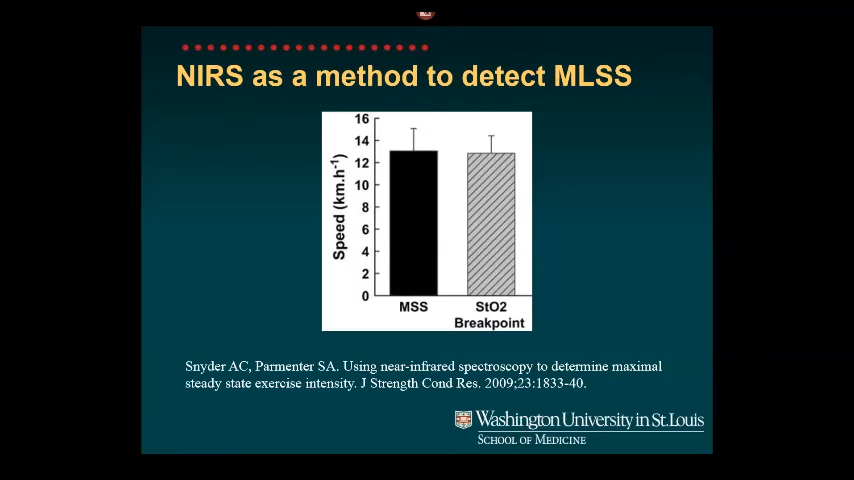 NIRS as a method to detect MLSS
16
14
12
10
8
6
4
2
0
Speed (km.h-1)
MSS
StO2
Breakpoint
Snyder AC, Parmenter SA. Using near-infrared spectroscopy to determine maximal
steady state exercise intensity. J Strength Cond Res. 2009;23:1833-40.
Washington University in St. Louis
SCHOOL OF MEDICINE